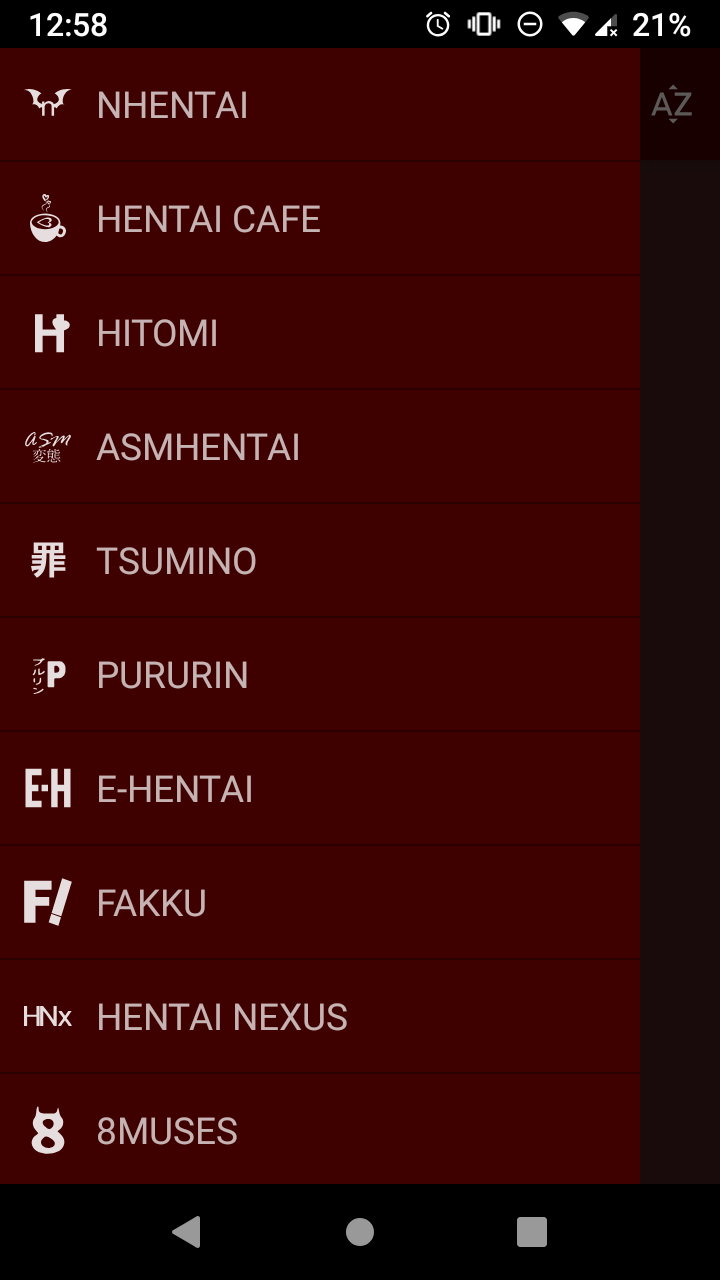 12:58 21%
NHENTAI AZ
HENTAI CAFE
H HITOMI
asm
変態
ASMHENTAI
罪 TSUMINO
プルリン P PURURIN
E-H E-HENTAI
F! FAKKU
HNx HENTAI NEXUS
8 8MUSES